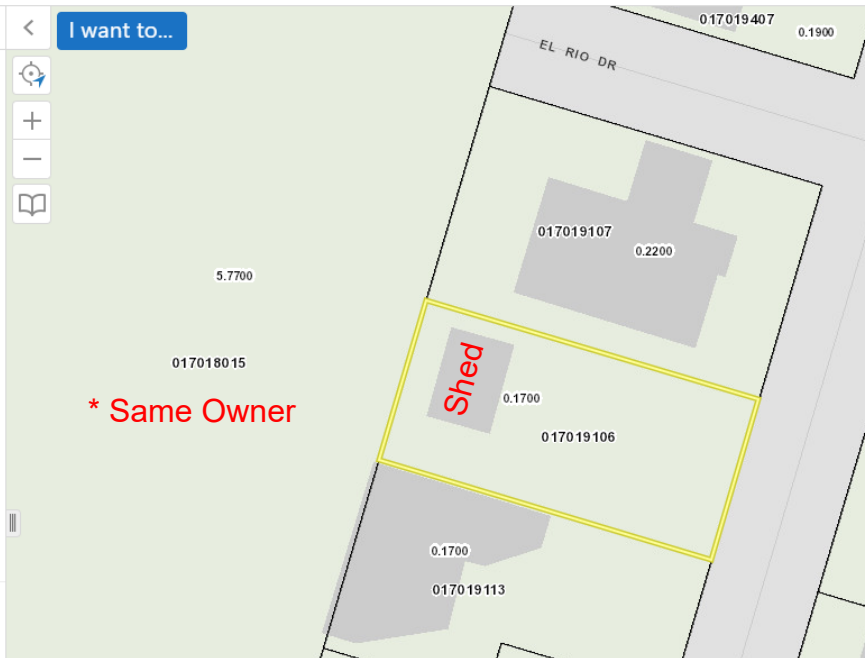 I want to...
017019407
0.1900
EL RIO DR
017019107
0.2200
5.7700
017018015
* Same Owner
Shed
0.1700
017019106
0.1700
017019113